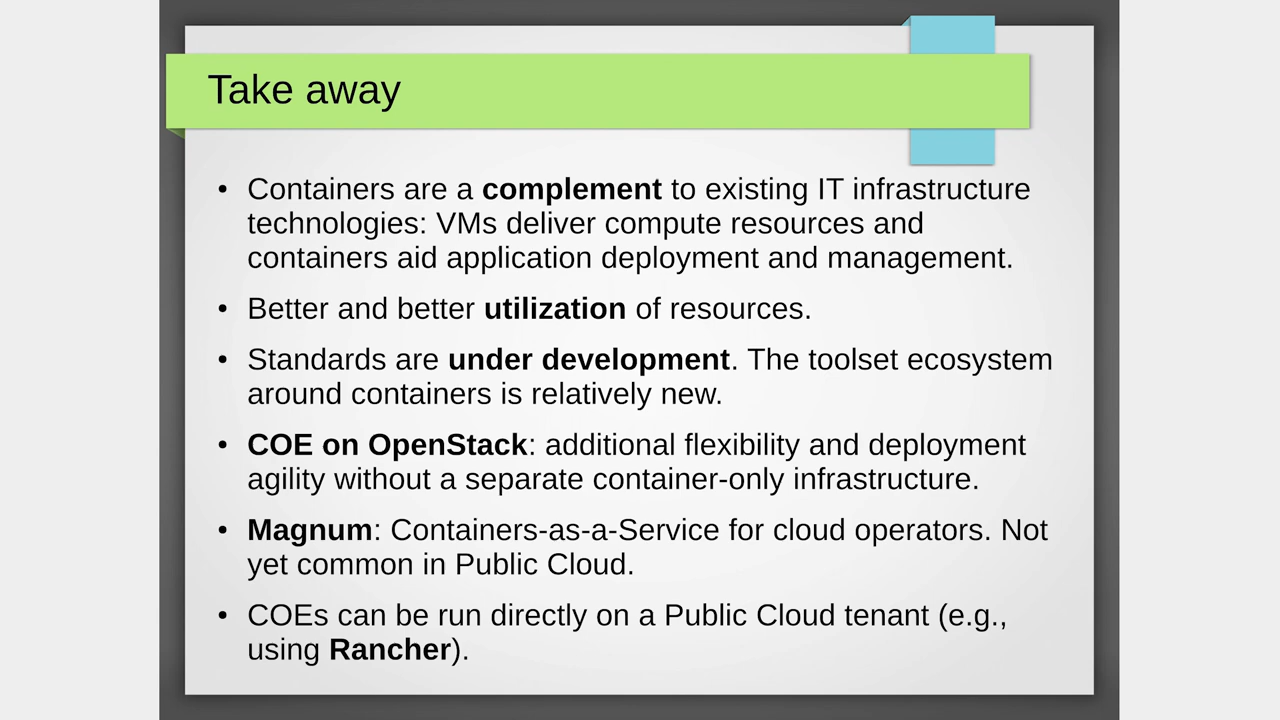 Take away
• Containers are a complement to existing IT infrastructure
technologies: VMs deliver compute resources and
containers aid application deployment and management.
• Better and better utilization of resources.
• Standards are under development. The toolset ecosystem
around containers is relatively new.
• COE on OpenStack: additional flexibility and deployment
agility without a separate container-only infrastructure.
• Magnum: Containers-as-a-Service for cloud operators. Not
yet common in Public Cloud.
• COEs can be run directly on a Public Cloud tenant (e.g.,
using Rancher).